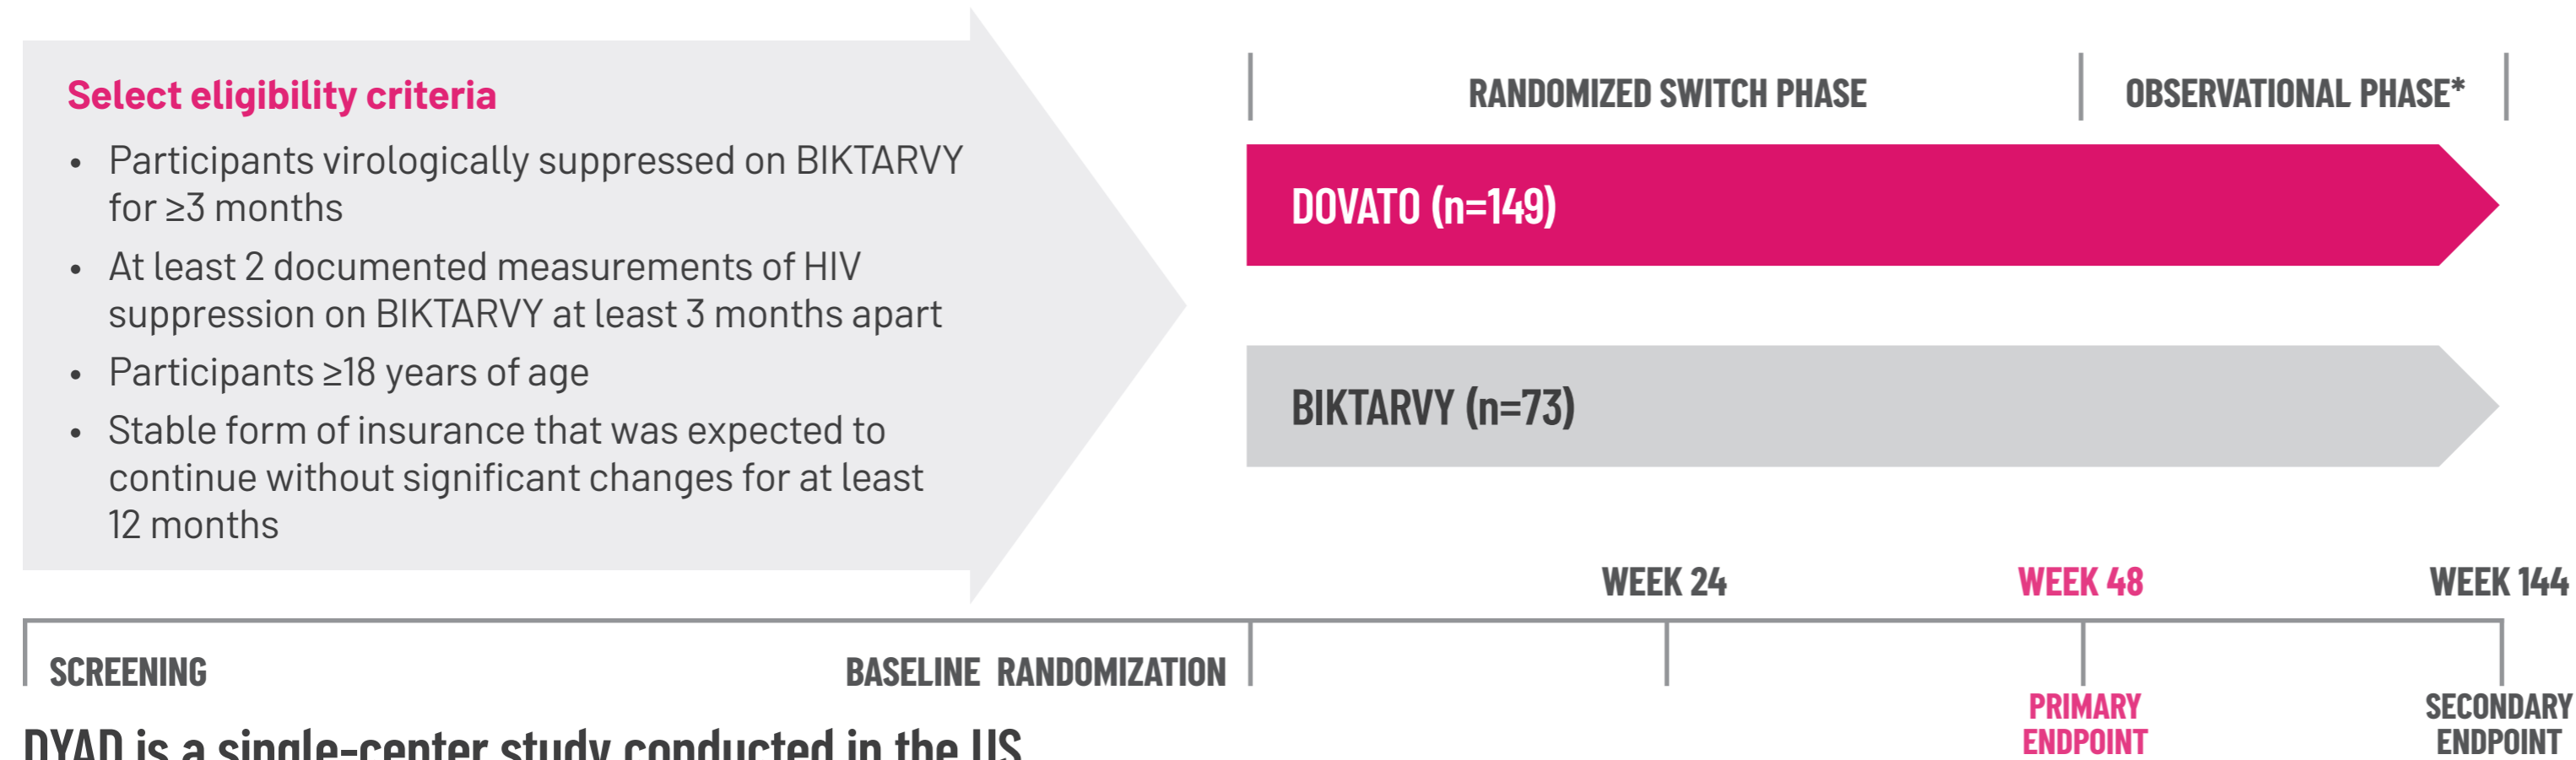 Select eligibility criteria
• Participants virologically suppressed on BIKTARVY
for ≥3 months
• At least 2 documented measurements of HIV
suppression on BIKTARVY at least 3 months apart
• Participants ≥18 years of age
• Stable form of insurance that was expected to
continue without significant changes for at least
12 months
RANDOMIZED SWITCH PHASE
OBSERVATIONAL PHASE*
DOVATO (n=149)
BIKTARVY (n=73)
WEEK 24
WEEK 48
WEEK 144
SCREENING
BASELINE RANDOMIZATION
PRIMARY
ENDPOINT
SECONDARY
ENDPOINT
DYAD is a single-center study conducted in the US